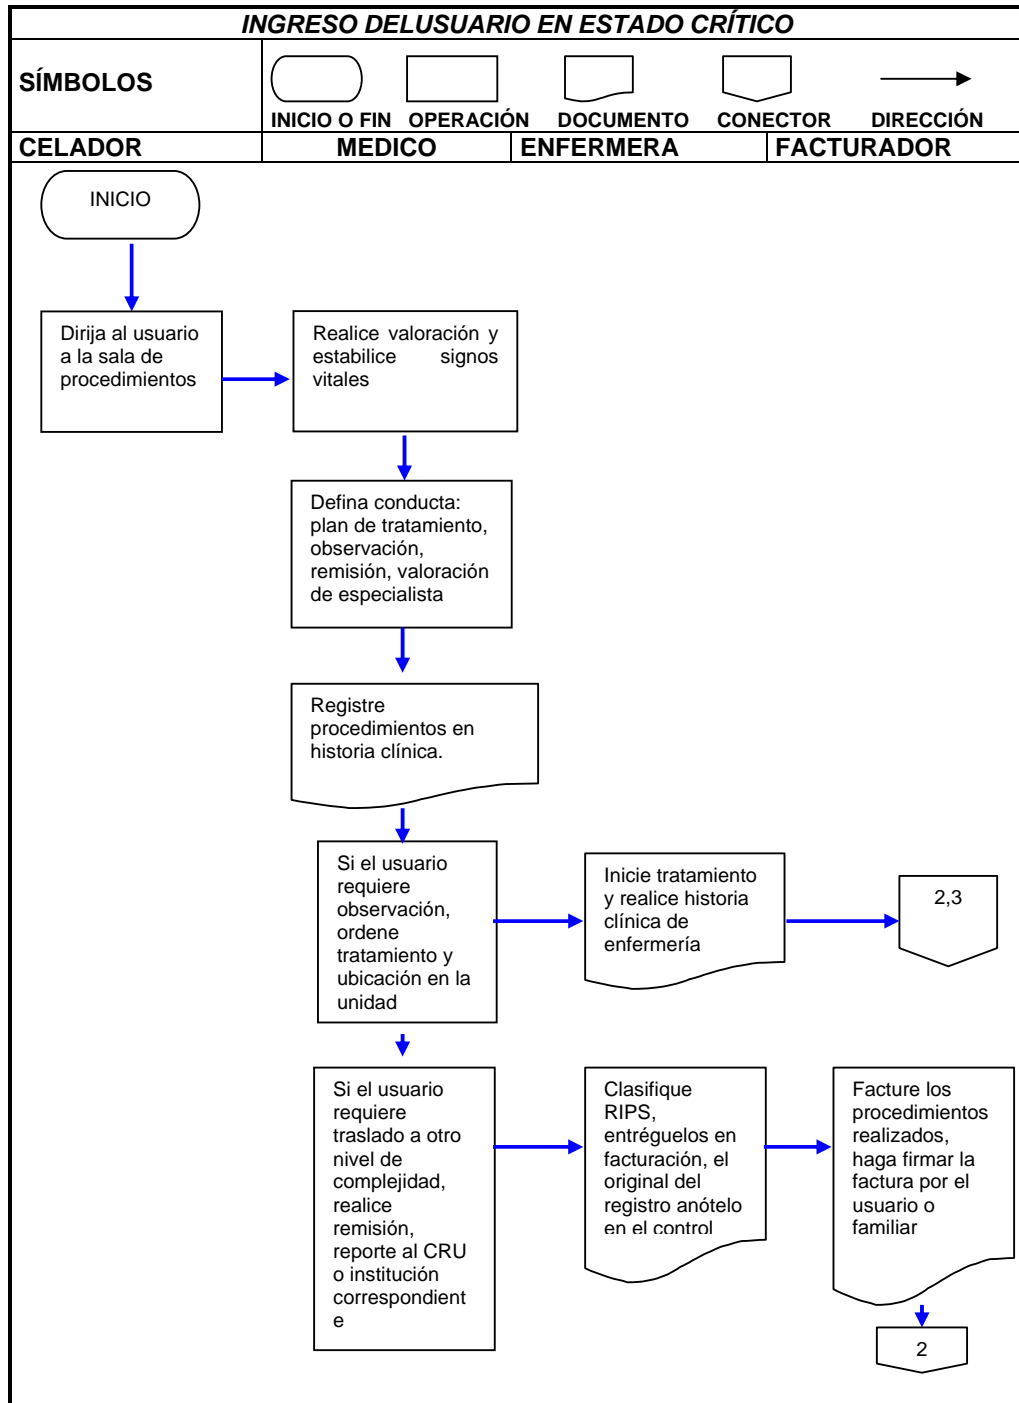 INGRESO DELUSUARIO EN ESTADO CRÍTICO
SÍMBOLOS
INICIO O FIN OPERACIÓN DOCUMENTO CONECTOR DIRECCIÓN
CELADOR MEDICO ENFERMERA FACTURADOR
INICIO
Dirija al usuario
a la sala de
procedimientos
Realice valoración y
estabilice signos
vitales
Defina conducta:
plan de tratamiento,
observación,
remisión, valoración
de especialista
Registre
procedimientos en
historia clínica.
Si el usuario
requiere
observación,
ordene
tratamiento y
ubicación en la
unidad
Inicie tratamiento
y realice historia
clínica de
enfermería
2,3
Si el usuario
requiere
traslado a otro
nivel de
complejidad,
realice
remisión,
reporte al CRU
o institución
correspondient
e
Clasifique
RIPS,
entréguelos en
facturación, el
original del
registro anótelo
en el control
Facture los
procedimientos
realizados,
haga firmar la
factura por el
usuario o
familiar
2